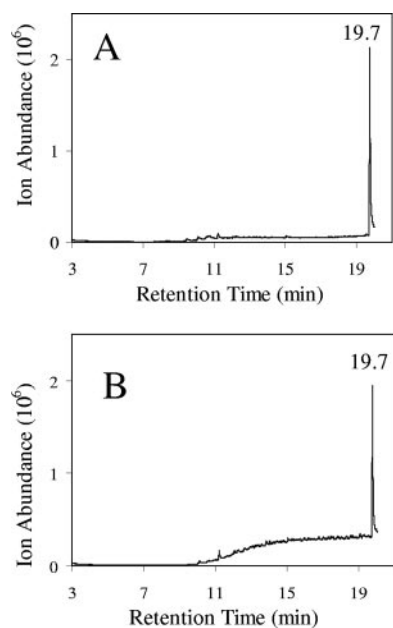 A
19.7
Ion Abundance (10⁶)
2
1
0
3 7 11 15 19
Retention Time (min)
B
19.7
Ion Abundance (10⁶)
2
1
0
3 7 11 15 19
Retention Time (min)